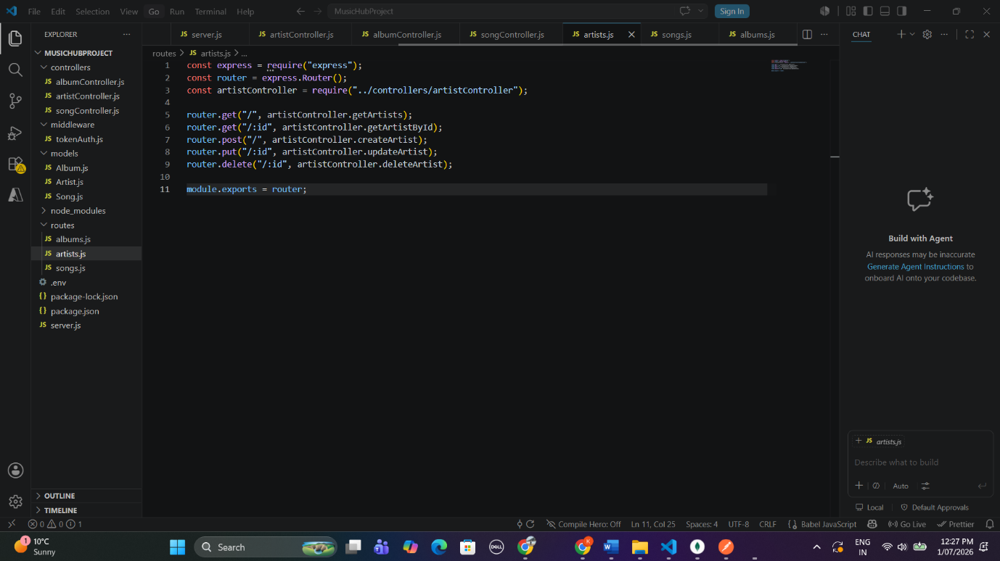 File Edit Selection View Go Run Terminal Help
MusicHubProject
Sign In
EXPLORER
MUSICHUBPROJECT
controllers
JS albumController.js
JS artistController.js
JS songController.js
middleware
JS tokenAuth.js
models
JS Album.js
JS Artist.js
JS Song.js
node_modules
routes
JS albums.js
JS artists.js
JS songs.js
.env
{} package-lock.json
{} package.json
JS server.js
OUTLINE
TIMELINE
JS server.js JS artistController.js JS albumController.js JS songController.js JS artists.js JS songs.js JS albums.js
routes > JS artists.js > ...
1 const express = require("express");
2 const router = express.Router();
3 const artistController = require("../controllers/artistController");
4
5 router.get("/", artistController.getArtists);
6 router.get("/:id", artistController.getArtistById);
7 router.post("/", artistController.createArtist);
8 router.put("/:id", artistController.updateArtist);
9 router.delete("/:id", artistController.deleteArtist);
10
11 module.exports = router;
CHAT
Build with Agent
AI responses may be inaccurate
Generate Agent Instructions to
onboard AI onto your codebase.
JS artists.js
Describe what to build
Auto
Local Default Approvals
0 0 1
Compile Hero: Off Ln 11, Col 25 Spaces: 4 UTF-8 CRLF {} Babel JavaScript Go Live Prettier
1
10°C
Sunny
Search
DELL
K
W
ENG
IN
12:27 PM
1/07/2026